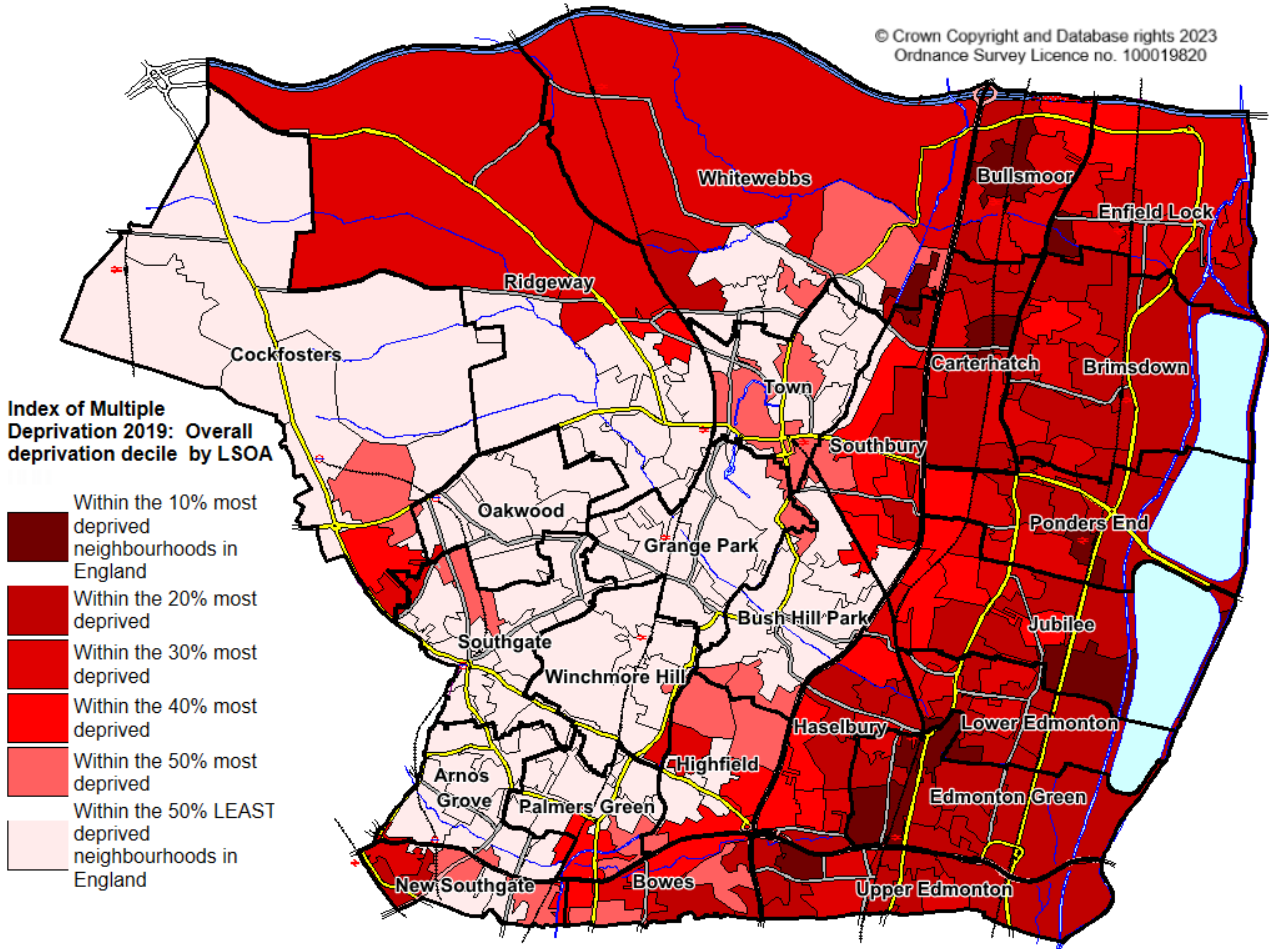 © Crown Copyright and Database rights 2023
Ordnance Survey Licence no. 100019820
Whitewebbs
Bullsmoor
Enfield Lock
Ridgeway
Cockfosters
Carterhatch
Brimsdown
Town
Southbury
Oakwood
Grange Park
Ponders End
Bush Hill Park
Jubilee
Southgate
Winchmore Hill
Haselbury
Lower Edmonton
Highfield
Arnos
Grove
Palmers Green
Edmonton Green
New Southgate
Bowes
Upper Edmonton
Index of Multiple
Deprivation 2019: Overall
deprivation decile by LSOA
Within the 10% most
deprived
neighbourhoods in
England
Within the 20% most
deprived
Within the 30% most
deprived
Within the 40% most
deprived
Within the 50% most
deprived
Within the 50% LEAST
deprived
neighbourhoods in
England